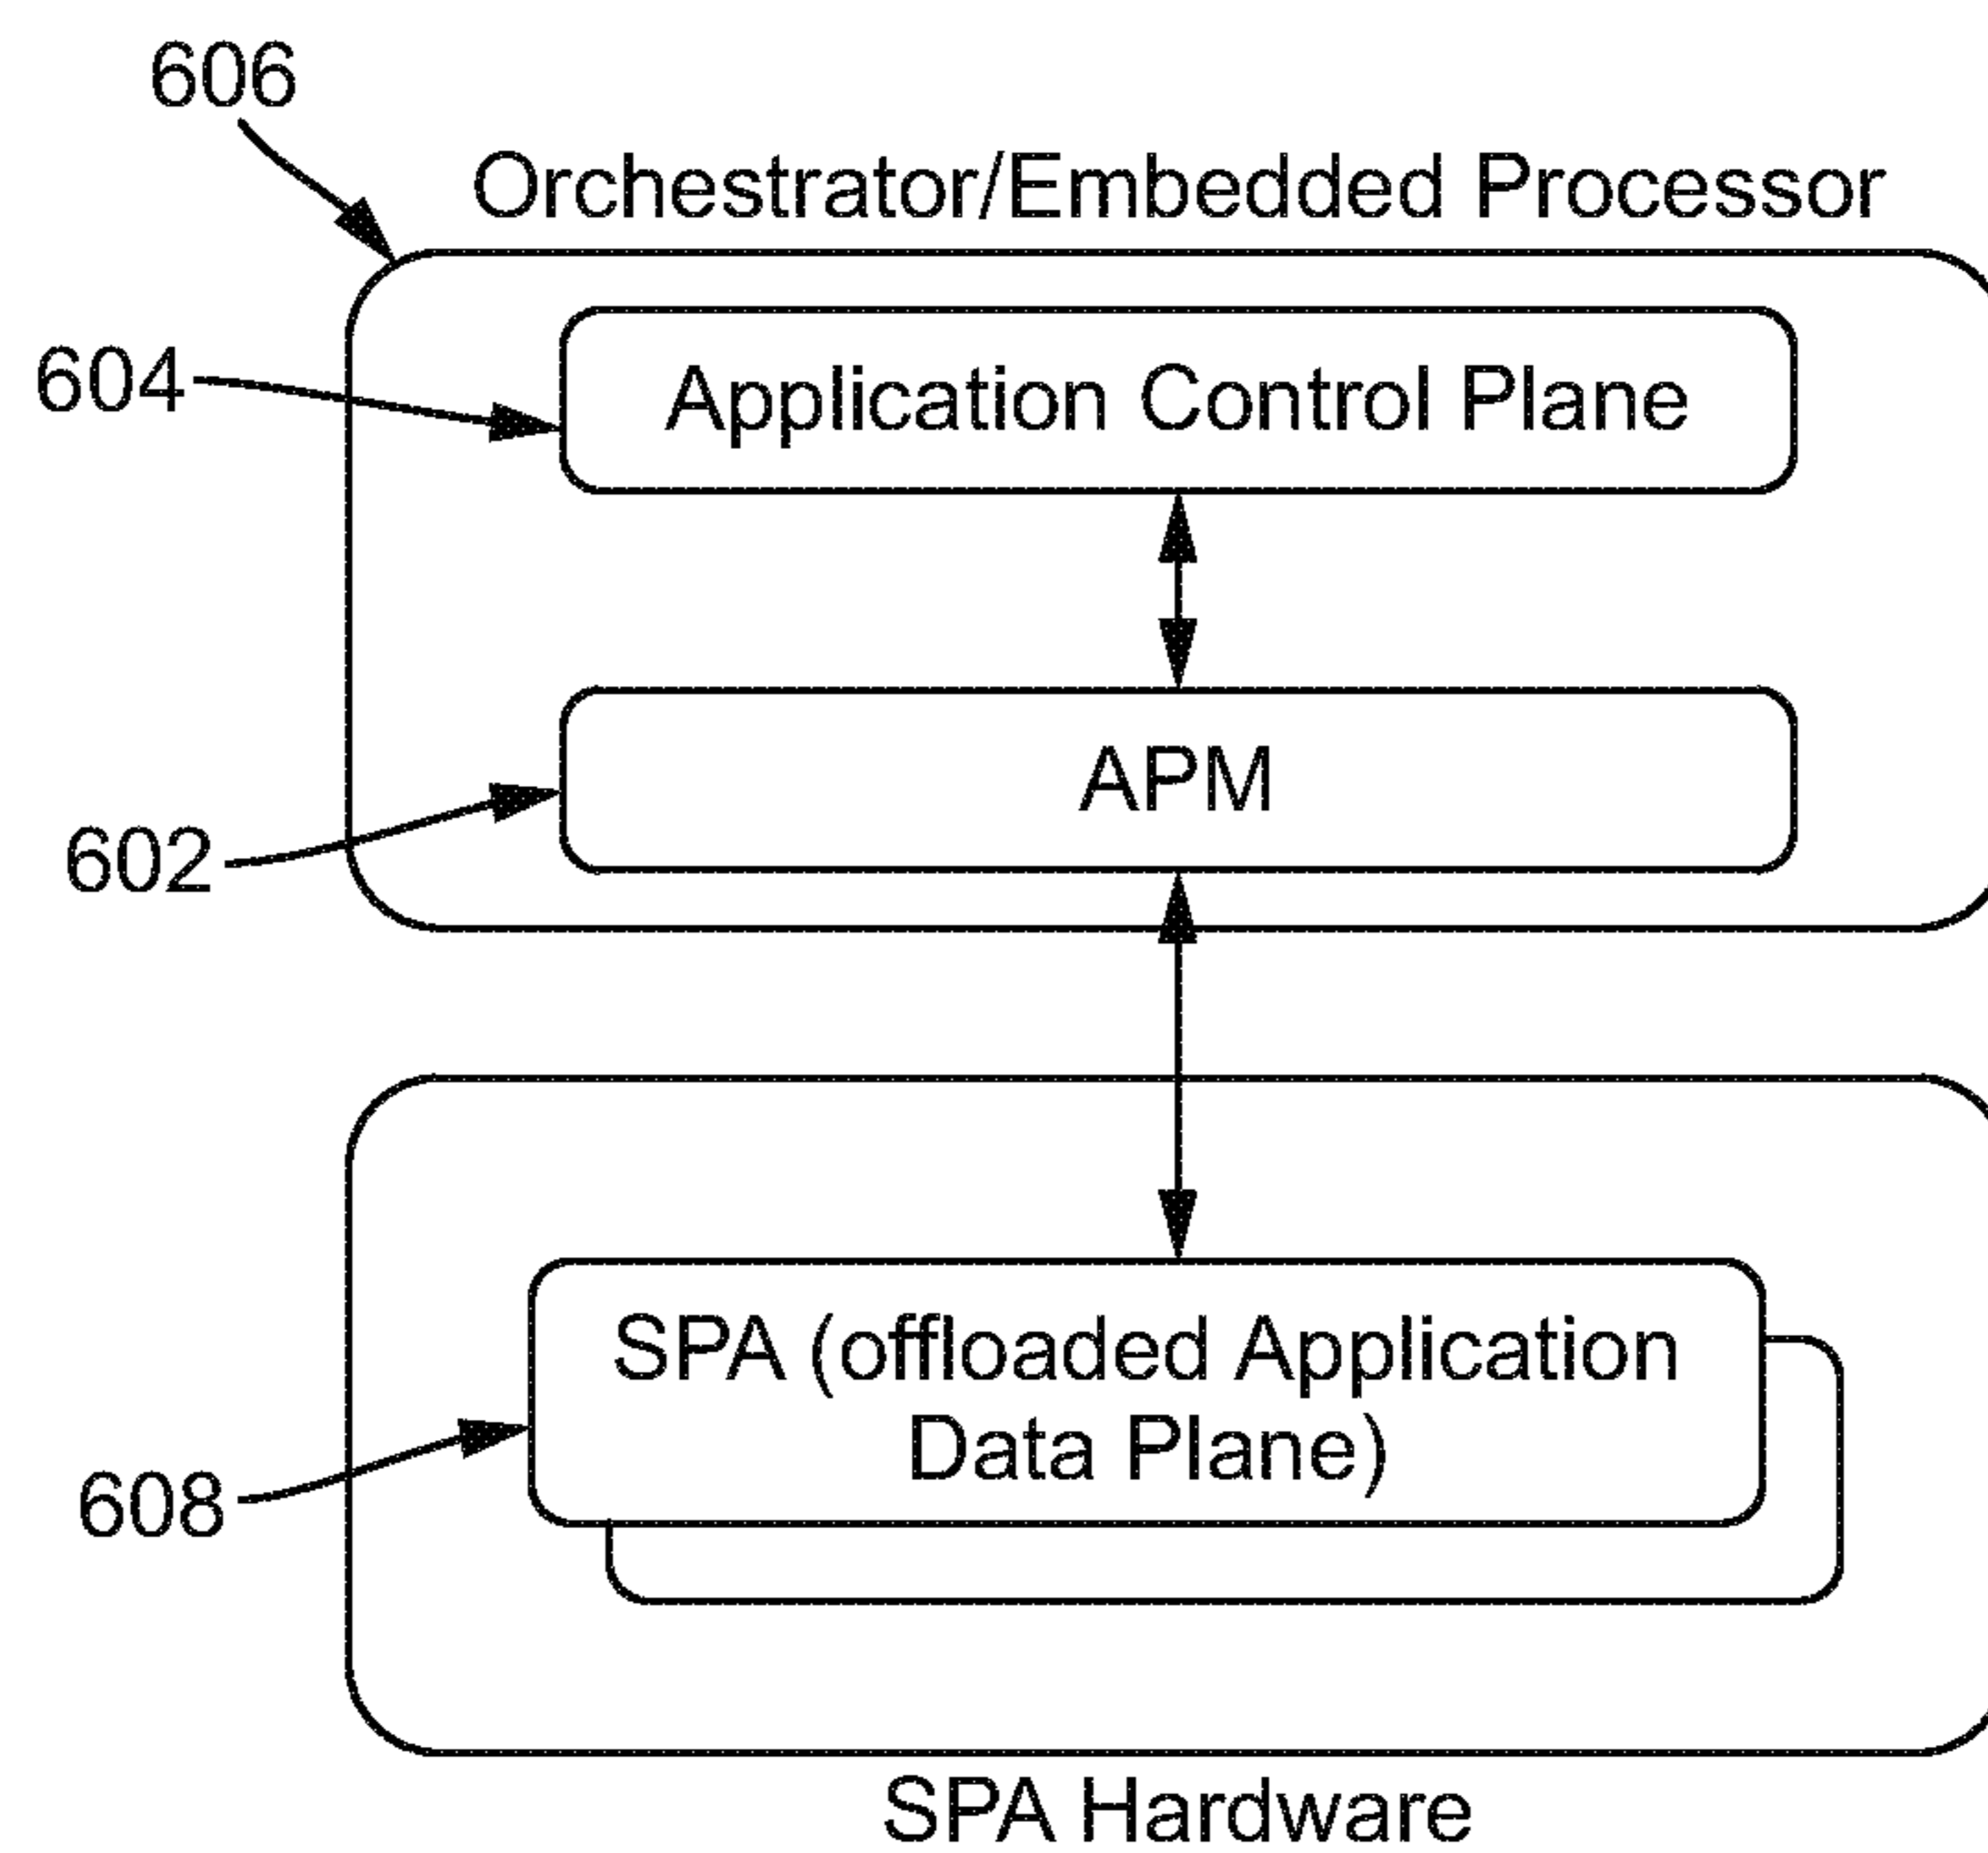 606
Orchestrator/Embedded Processor
604
Application Control Plane
APM
602
SPA (offloaded Application
Data Plane)
608
SPA Hardware